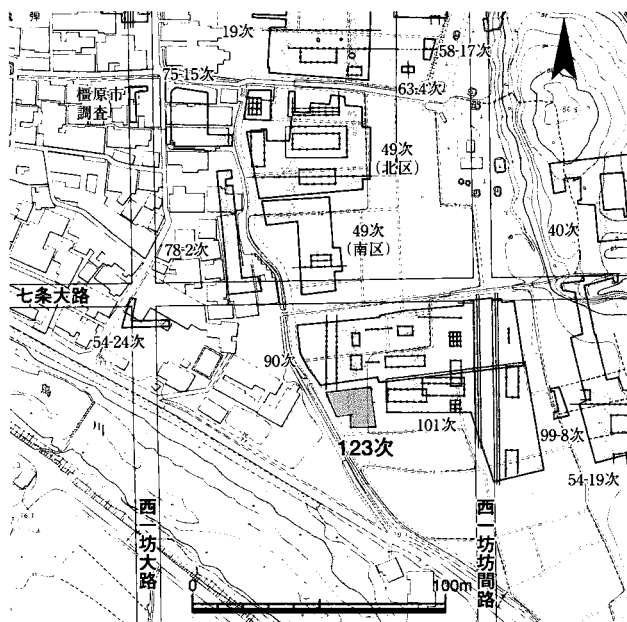 19次
58-17次
75-15次
63-4次
橿原市
調査
49次
(北区)
49次
(南区)
40次
78-2次
七条大路
54-24次
90次
123次
101次
99-8次
54-19次
飛
鳥
川
西一坊大路
西一坊坊間路
0
100m